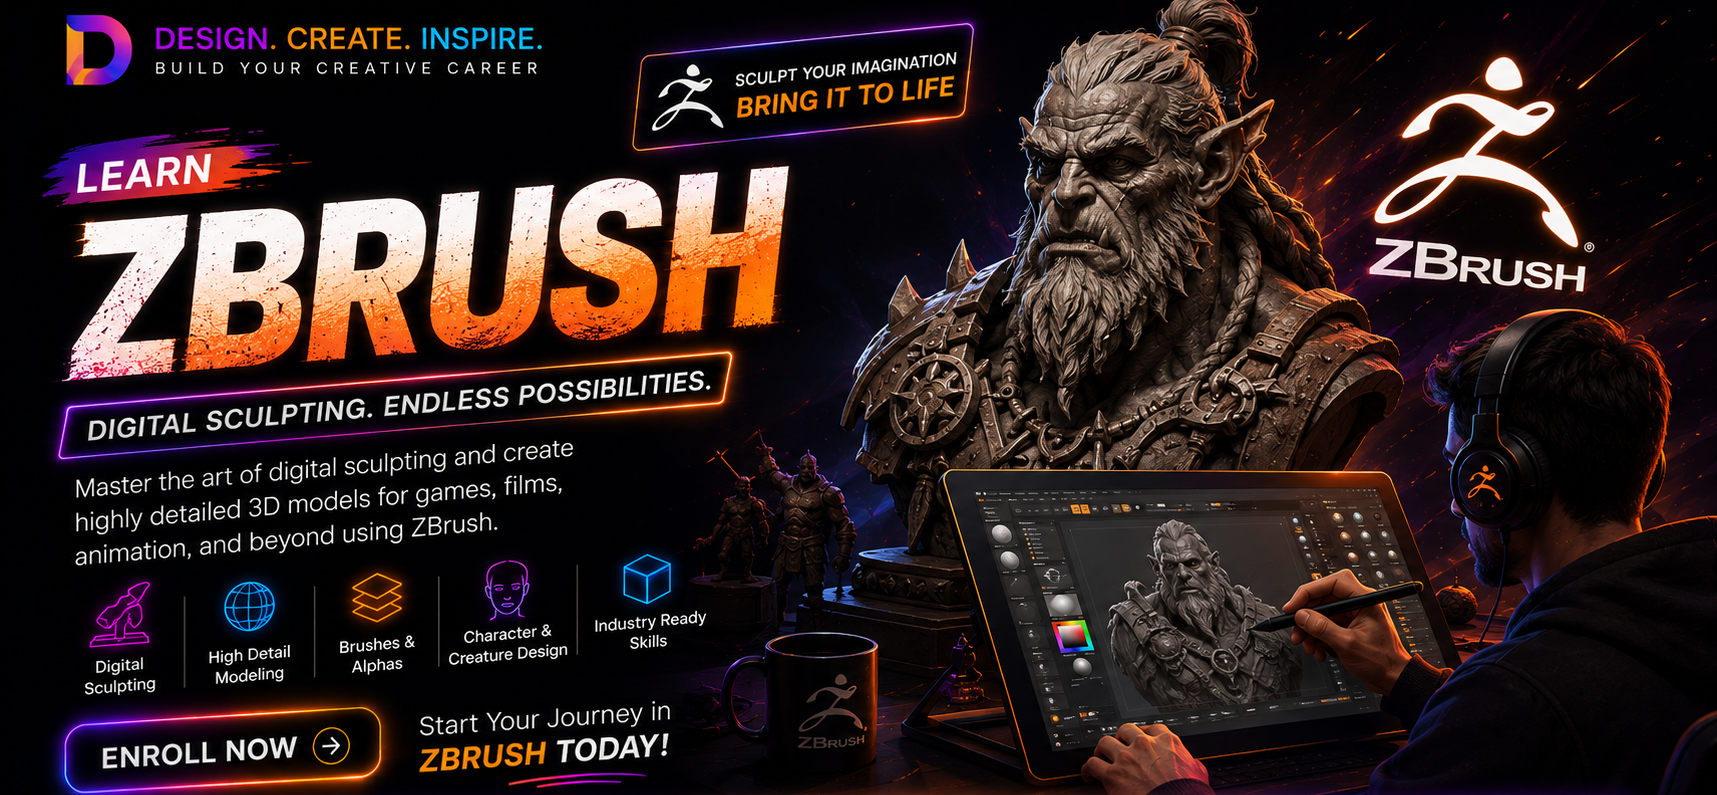 DESIGN. CREATE. INSPIRE.
BUILD YOUR CREATIVE CAREER
SCULPT YOUR IMAGINATION
BRING IT TO LIFE
LEARN
ZBRUSH
DIGITAL SCULPTING. ENDLESS POSSIBILITIES.
Master the art of digital sculpting and create
highly detailed 3D models for games, films,
animation, and beyond using ZBrush.
Digital
Sculpting
High Detail
Modeling
Brushes &
Alphas
Character &
Creature Design
Industry Ready
Skills
ENROLL NOW
Start Your Journey in
ZBRUSH TODAY!
ZBRUSH®
ZBRUSH